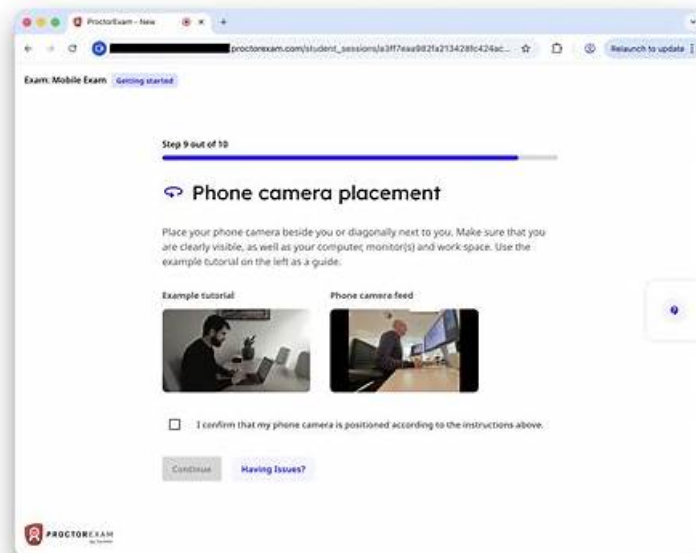 ProctorExam - New
proctorexam.com/student_sessions/a3ff7eaa982fa213428fc424ac...
Relaunch to update
Exam: Mobile Exam Getting started
Step 9 out of 10
Phone camera placement
Place your phone camera beside you or diagonally next to you. Make sure that you
are clearly visible, as well as your computer, monitor(s) and work space. Use the
example tutorial on the left as a guide.
Example tutorial Phone camera feed
I confirm that my phone camera is positioned according to the instructions above.
Continue Having Issues?
PROCTOREXAM